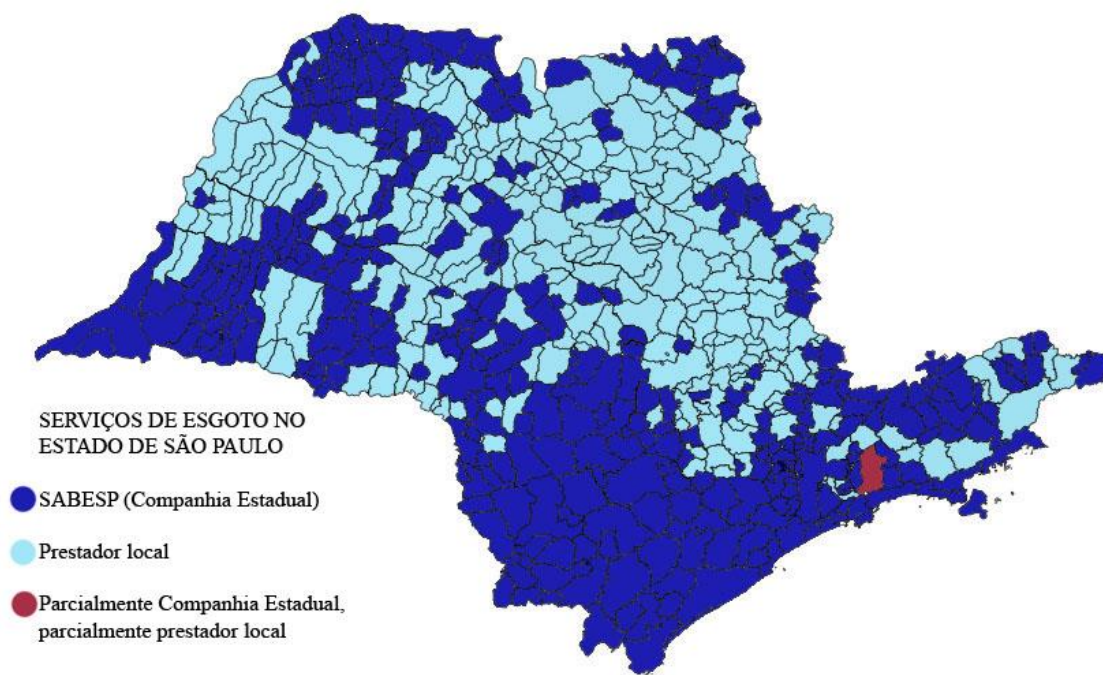 SERVIÇOS DE ESGOTO NO
ESTADO DE SÃO PAULO
SABESP (Companhia Estadual)
Prestador local
Parcialmente Companhia Estadual,
parcialmente prestador local